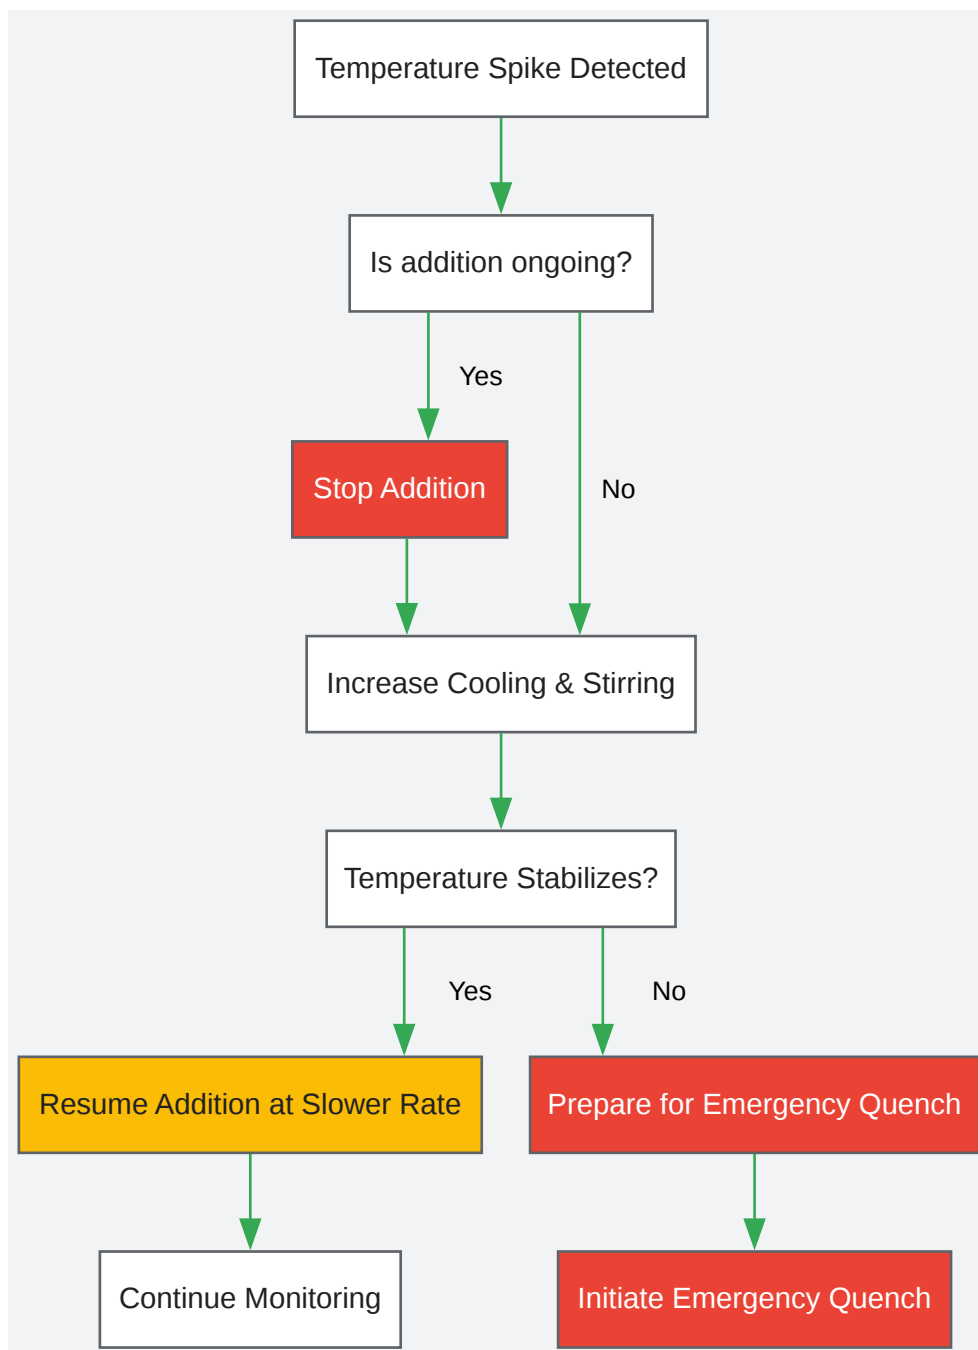 Temperature Spike Detected
Is addition ongoing?
Yes
Stop Addition
No
Increase Cooling & Stirring
Temperature Stabilizes?
Yes
No
Resume Addition at Slower Rate
Prepare for Emergency Quench
Continue Monitoring
Initiate Emergency Quench